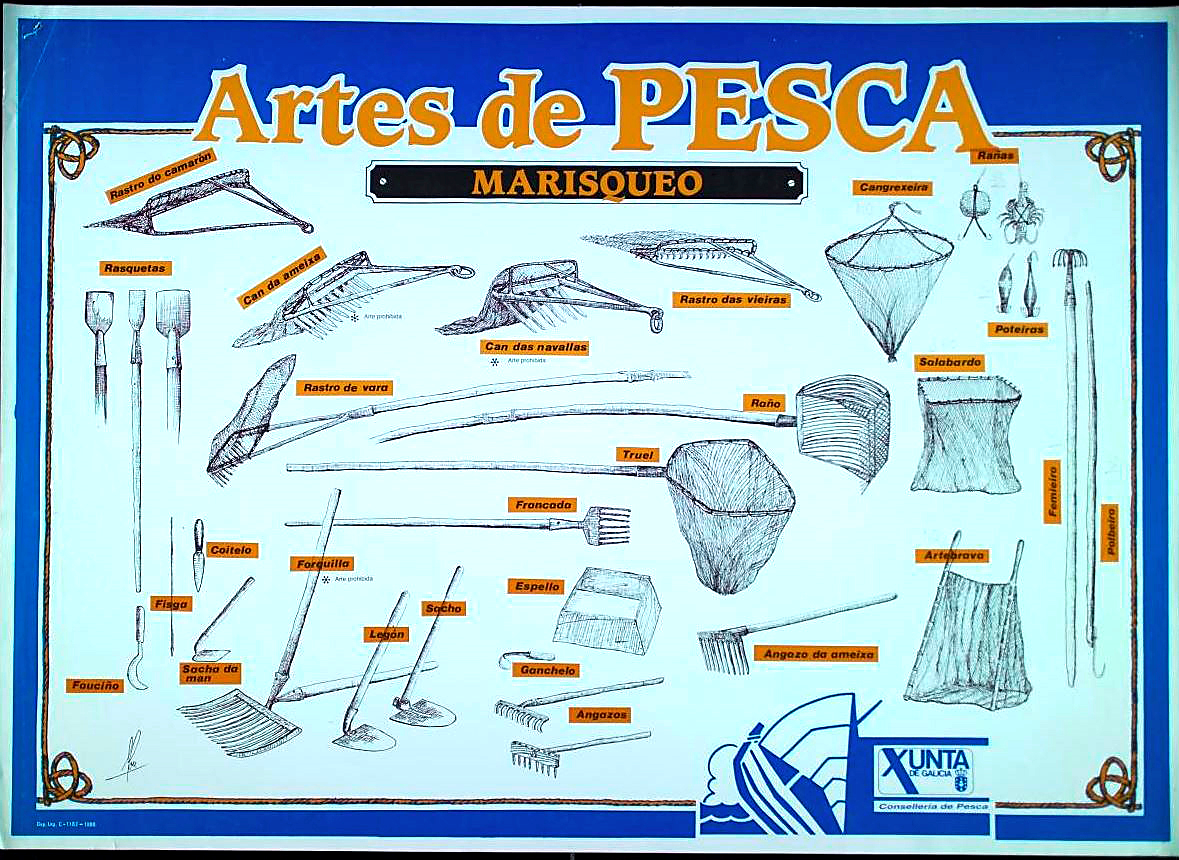 Artes de PESCA
MARISQUEO
Rañas
Rastro do camarón
Cangrexeira
Rasquetas
Can da ameixa
Rastro das vieiras
* Arte prohibida
Can das navallas
* Arte prohibida
Poteiras
Salabardo
Rastro de vara
Raño
Truel
Femieiro
Francada
Polbeiro
Coitelo
Forquilla
* Arte prohibida
Artebrava
Espello
Fisga
Sacho
Legón
Angazo da ameixa
Sacha da
man
Ganchelo
Fouciño
Angazos
XUNTA
DE GALICIA
Consellería de Pesca